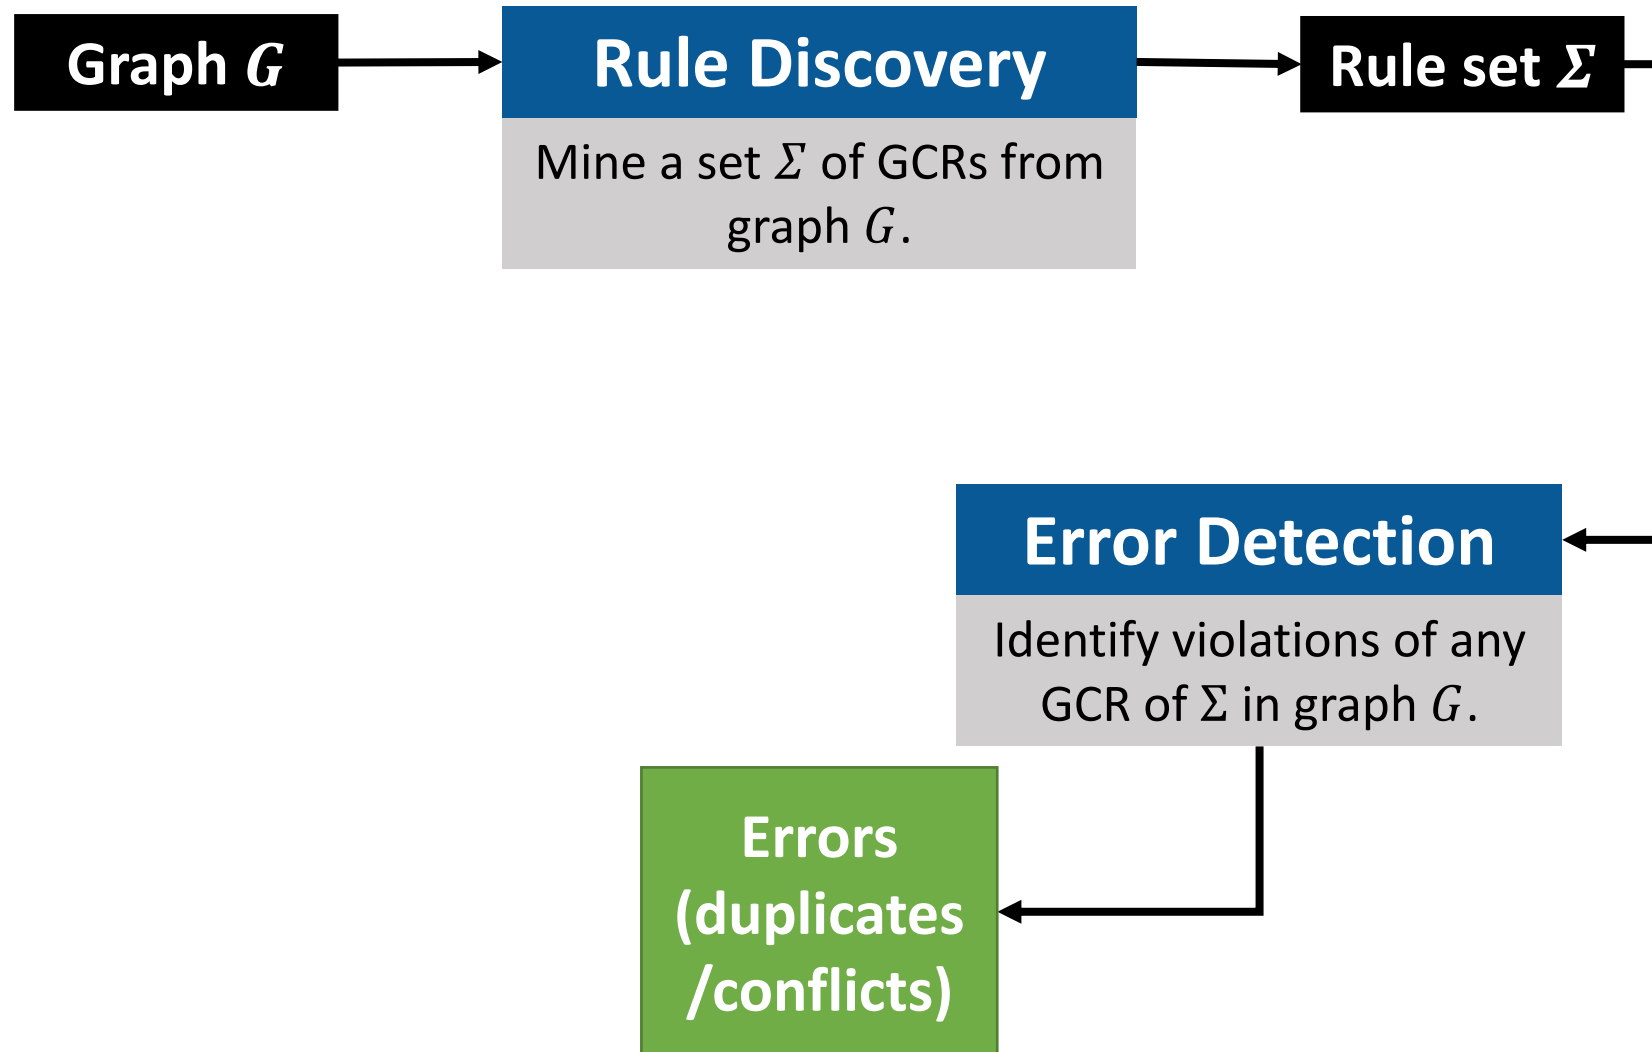 Graph 𝐺
Rule Discovery
Rule set 𝛴
Mine a set 𝛴 of GCRs from
graph 𝐺.
Error Detection
Identify violations of any
GCR of Σ in graph 𝐺.
Errors
(duplicates
/conflicts)